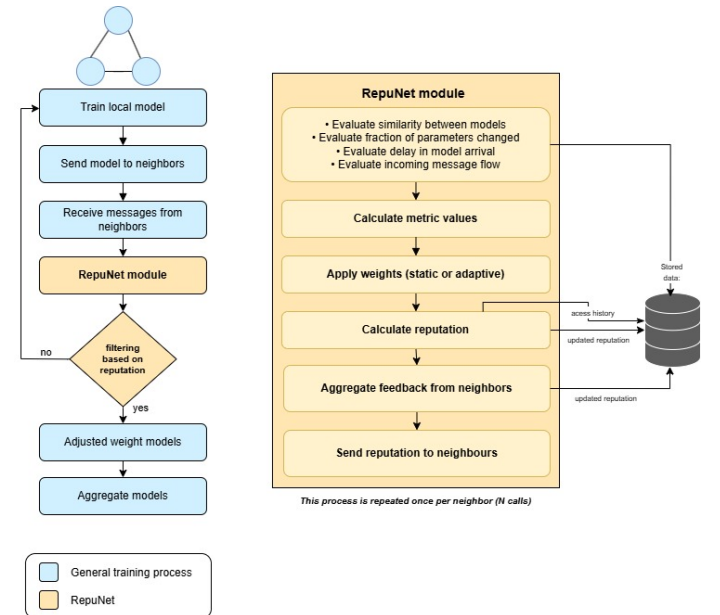 Train local model
Send model to neighbors
Receive messages from
neighbors
RepuNet module
filtering
based on
reputation
no
yes
Adjusted weight models
Aggregate models
RepuNet module
• Evaluate similarity between models
• Evaluate fraction of parameters changed
• Evaluate delay in model arrival
• Evaluate incoming message flow
Calculate metric values
Apply weights (static or adaptive)
Calculate reputation
Aggregate feedback from neighbors
Send reputation to neighbours
This process is repeated once per neighbor (N calls)
Stored
data:
acess history
updated reputation
updated reputation
General training process
RepuNet